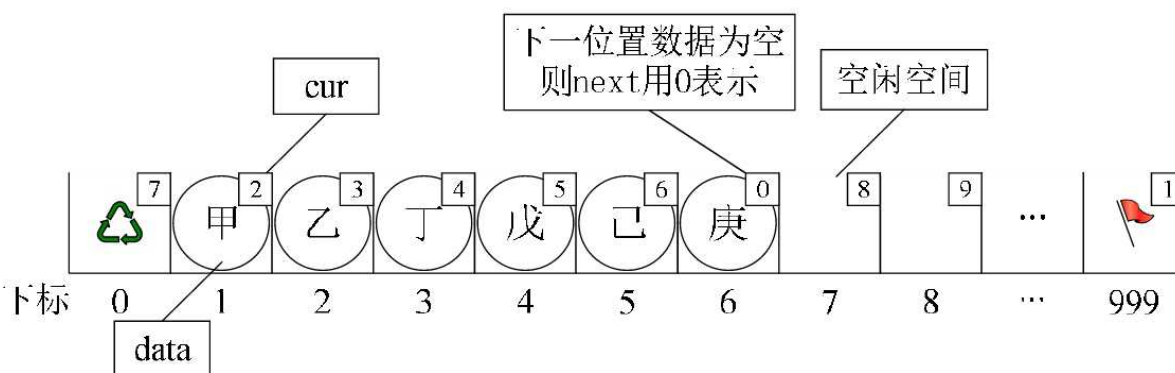 下一位置数据为空
则next用0表示
cur
空闲空间
7 2 3 4 5 6 0 8 9 1
甲 乙 丁 戊 己 庚 …
下标 0 1 2 3 4 5 6 7 8 … 999
data